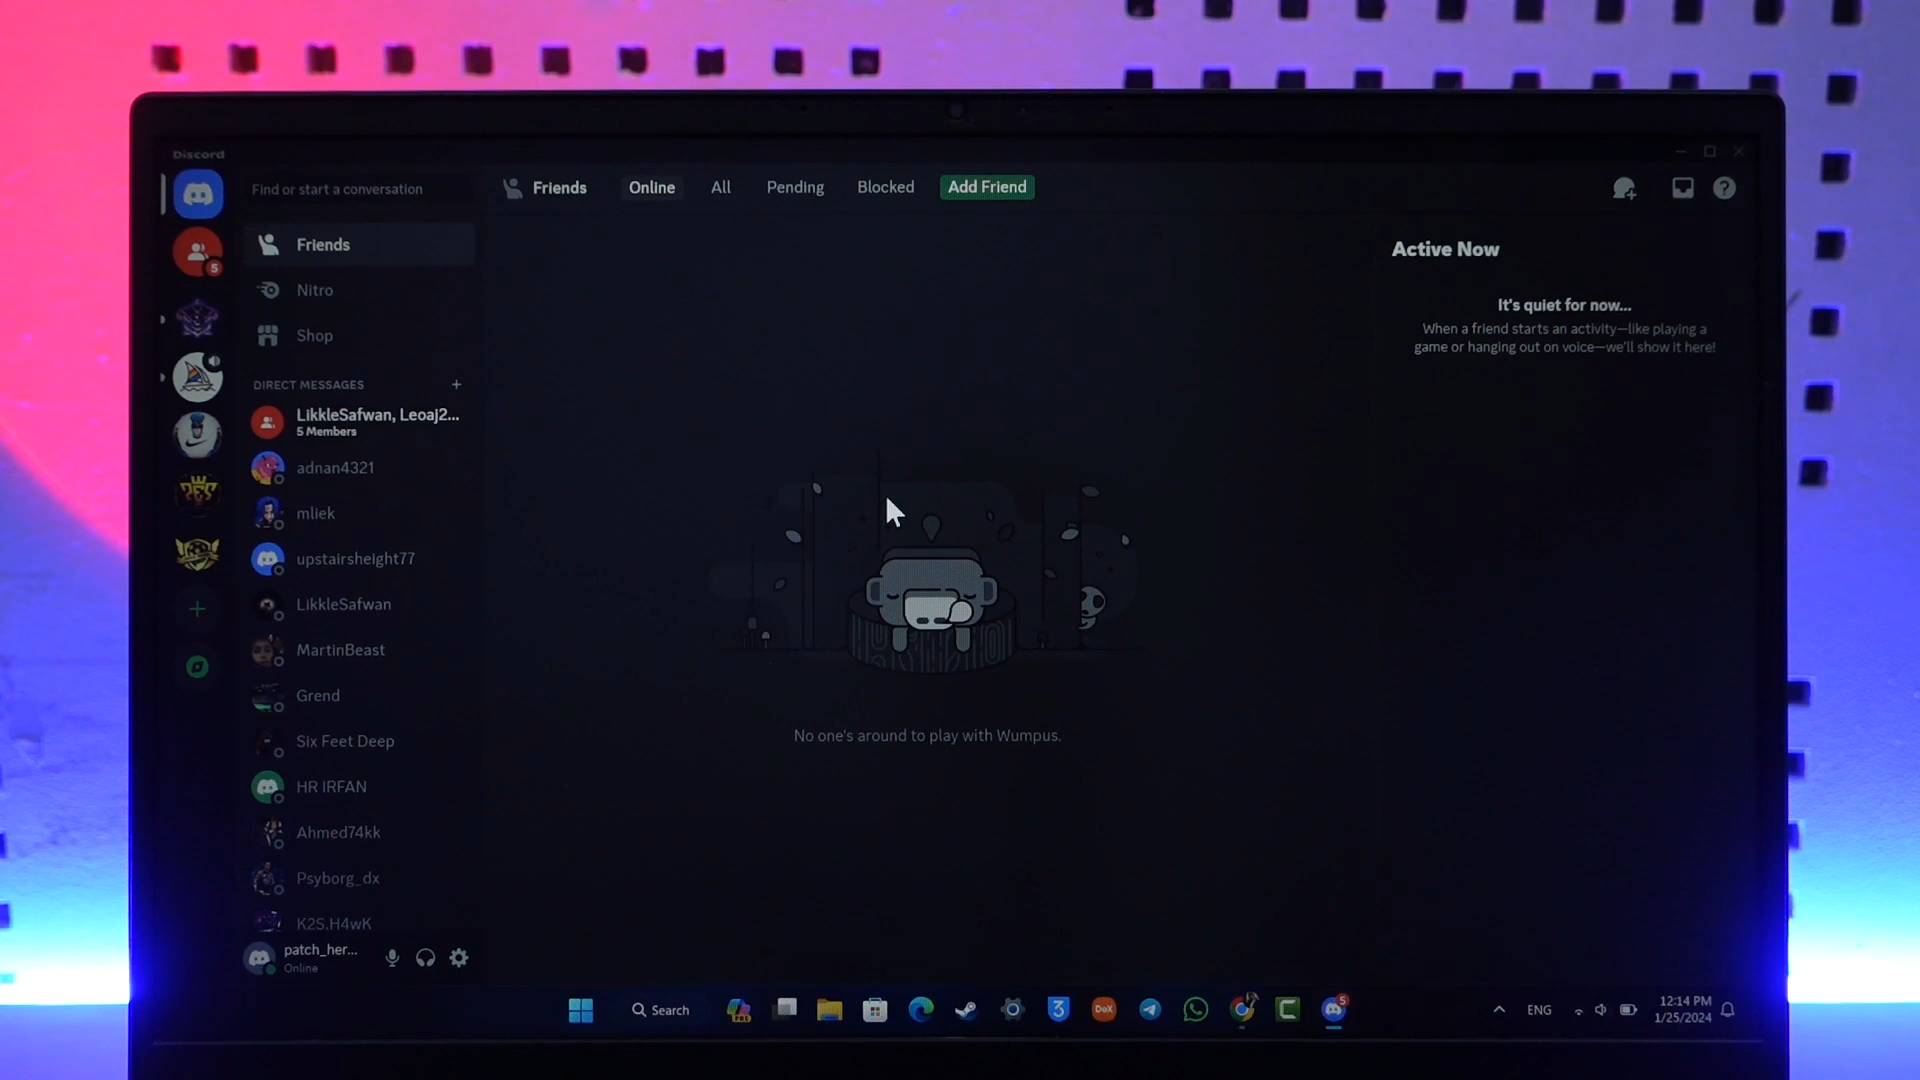 Discord
Find or start a conversation
Friends
Online
All
Pending
Blocked
Add Friend
Friends
Nitro
Shop
DIRECT MESSAGES
LikkleSafwan, Leoaj2...
5 Members
adnan4321
mliek
upstairsheight77
LikkleSafwan
MartinBeast
Grend
Six Feet Deep
HR IRFAN
Ahmed74kk
Psyborg_dx
K2S.H4wK
patch_her...
Online
5
No one's around to play with Wumpus.
Active Now
It's quiet for now...
When a friend starts an activity—like playing a
game or hanging out on voice—we'll show it here!
Search
3
DeX
5
ENG
12:14 PM
1/25/2024